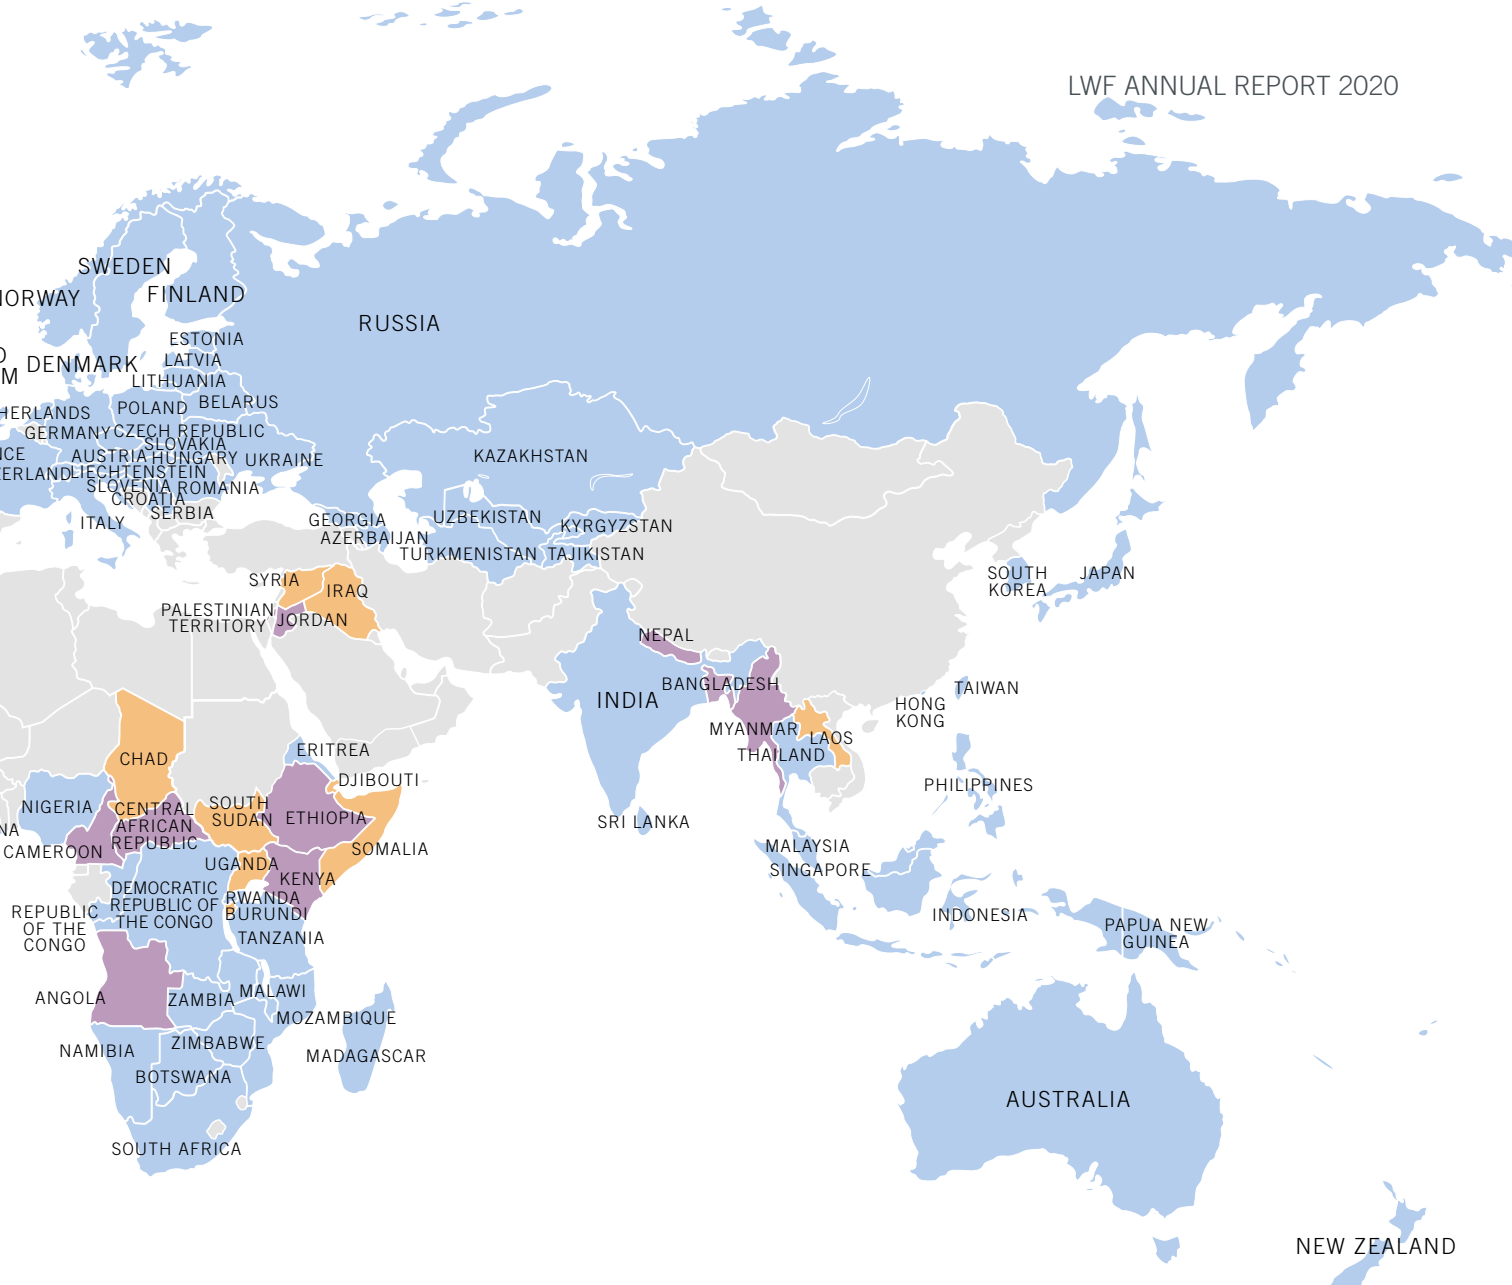 LWF ANNUAL REPORT 2020
SWEDEN
FINLAND
RUSSIA
ESTONIA
LATVIA
DENMARK
LITHUANIA
BELARUS
POLAND
GERMANY
CZECH REPUBLIC
SLOVAKIA
AUSTRIA
HUNGARY
UKRAINE
LIECHTENSTEIN
SLOVENIA
ROMANIA
CROATIA
SERBIA
ITALY
KAZAKHSTAN
GEORGIA
AZERBAIJAN
UZBEKISTAN
KYRGYZSTAN
TURKMENISTAN
TAJIKISTAN
SYRIA
IRAQ
PALESTINIAN
TERRITORY
JORDAN
SOUTH
KOREA
JAPAN
NEPAL
BANGLADESH
INDIA
TAIWAN
HONG
KONG
MYANMAR
LAOS
THAILAND
ERITREA
CHAD
DJIBOUTI
PHILIPPINES
NIGERIA
CENTRAL
AFRICAN
REPUBLIC
SOUTH
SUDAN
ETHIOPIA
SRI LANKA
CAMEROON
SOMALIA
MALAYSIA
SINGAPORE
UGANDA
KENYA
DEMOCRATIC
REPUBLIC OF
THE CONGO
RWANDA
BURUNDI
REPUBLIC
OF THE
CONGO
TANZANIA
INDONESIA
PAPUA NEW
GUINEA
ANGOLA
ZAMBIA
MALAWI
MOZAMBIQUE
NAMIBIA
ZIMBABWE
MADAGASCAR
BOTSWANA
AUSTRALIA
SOUTH AFRICA
NEW ZEALAND